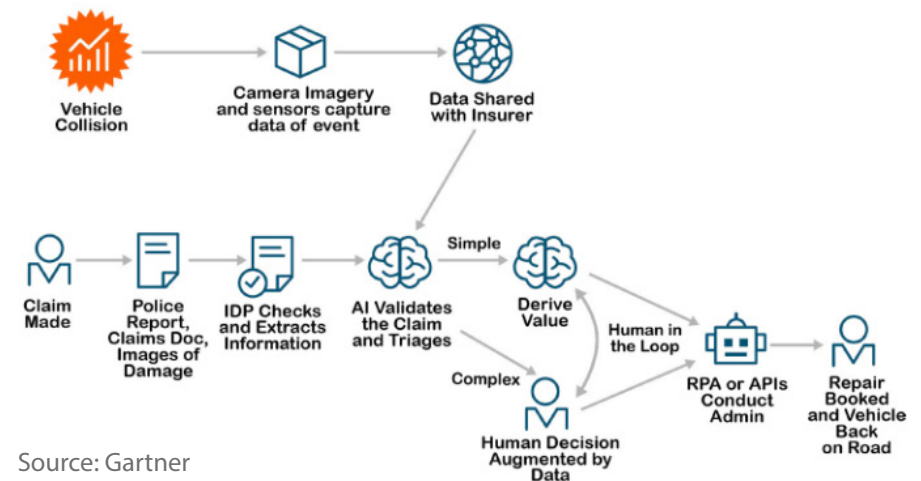 Vehicle
Collision
Camera Imagery
and sensors capture
data of event
Data Shared
with Insurer
Claim
Made
Police
Report,
Claims Doc,
Images of
Damage
IDP Checks
and Extracts
Information
AI Validates
the Claim
and Triages
Simple
Derive
Value
Complex
Human Decision
Augmented by
Data
Human in
the Loop
RPA or APIs
Conduct
Admin
Repair
Booked
and Vehicle
Back
on Road
Source: Gartner